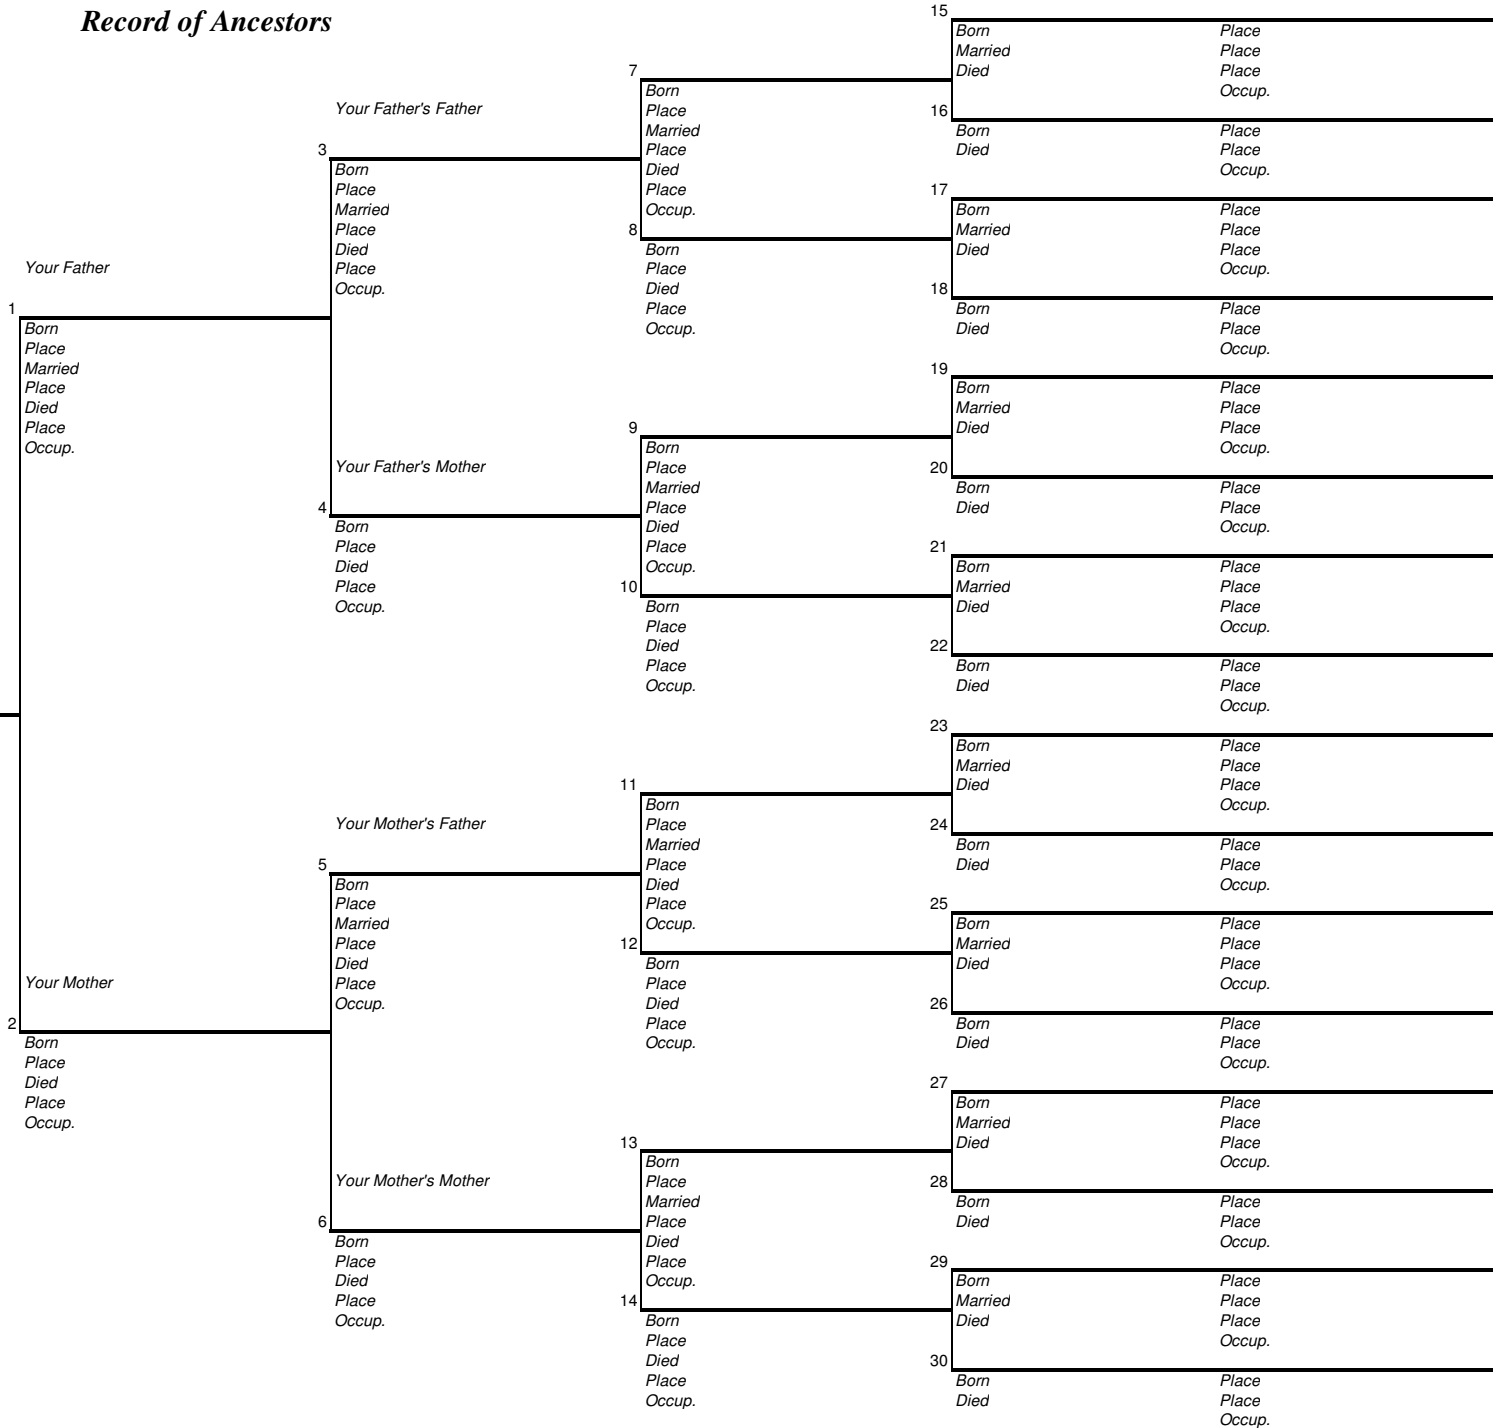 Record of Ancestors
Your Father
1
Born
Place
Married
Place
Died
Place
Occup.
Your Mother
2
Born
Place
Died
Place
Occup.
Your Father's Father
3
Born
Place
Married
Place
Died
Place
Occup.
Your Father's Mother
4
Born
Place
Died
Place
Occup.
Your Mother's Father
5
Born
Place
Married
Place
Died
Place
Occup.
Your Mother's Mother
6
Born
Place
Died
Place
Occup.
7
Born
Place
Married
Place
Died
Place
Occup.
8
Born
Place
Died
Place
Occup.
9
Born
Place
Married
Place
Died
Place
Occup.
10
Born
Place
Died
Place
Occup.
11
Born
Place
Married
Place
Died
Place
Occup.
12
Born
Place
Died
Place
Occup.
13
Born
Place
Married
Place
Died
Place
Occup.
14
Born
Place
Died
Place
Occup.
15
Born Place
Married Place
Died Place
Occup.
16
Born Place
Died Place
Occup.
17
Born Place
Married Place
Died Place
Occup.
18
Born Place
Died Place
Occup.
19
Born Place
Married Place
Died Place
Occup.
20
Born Place
Died Place
Occup.
21
Born Place
Married Place
Died Place
Occup.
22
Born Place
Died Place
Occup.
23
Born Place
Married Place
Died Place
Occup.
24
Born Place
Died Place
Occup.
25
Born Place
Married Place
Died Place
Occup.
26
Born Place
Died Place
Occup.
27
Born Place
Married Place
Died Place
Occup.
28
Born Place
Died Place
Occup.
29
Born Place
Married Place
Died Place
Occup.
30
Born Place
Died Place
Occup.